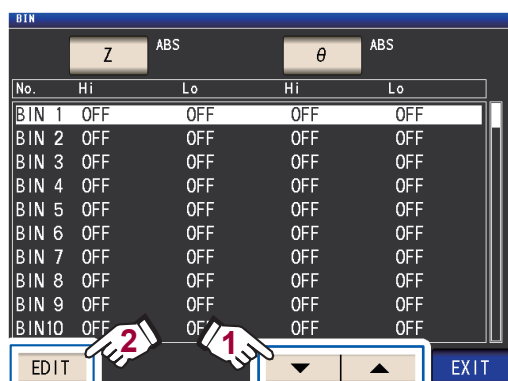 BIN
Z ABS θ ABS
No. Hi Lo Hi Lo
BIN 1 OFF OFF OFF OFF
BIN 2 OFF OFF OFF OFF
BIN 3 OFF OFF OFF OFF
BIN 4 OFF OFF OFF OFF
BIN 5 OFF OFF OFF OFF
BIN 6 OFF OFF OFF OFF
BIN 7 OFF OFF OFF OFF
BIN 8 OFF OFF OFF OFF
BIN 9 OFF OFF OFF OFF
BIN10 OFF OFF OFF OFF
2 1
EDIT ▼ ▲ EXIT